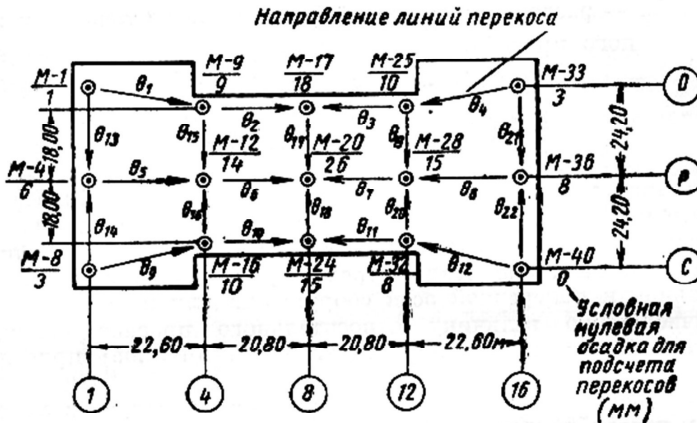 Направление линий перекоса
М-1
1
М-9
9
М-17
18
М-25
10
М-33
3
О
θ1
θ2
θ3
θ4
θ13
θ15
θ17
θ19
θ21
18,00
24,20
М-4
6
М-12
14
М-20
26
М-28
15
М-36
8
Р
θ5
θ6
θ7
θ8
θ14
θ16
θ18
θ20
θ22
18,00
24,20
М-8
3
θ9
θ10
θ11
θ12
М-16
10
М-24
15
М-32
8
М-40
0
С
22,60
20,80
20,80
22,60м
Условная
нулевая
осадка для
подсчета
перекосов
(мм)
1
4
8
12
16